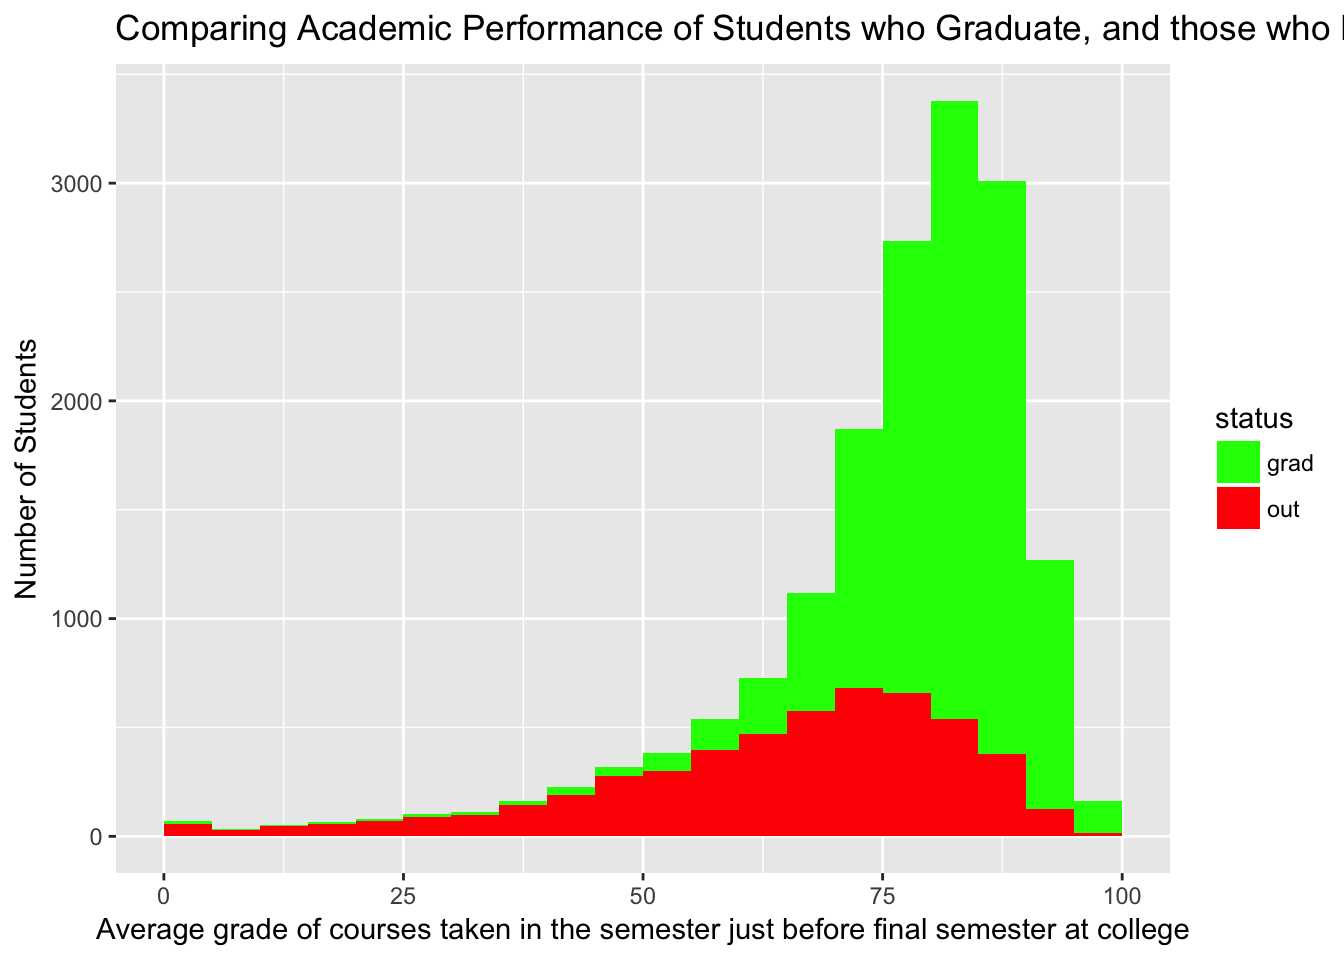 Comparing Academic Performance of Students who Graduate, and those who
Number of Students
3000
2000
1000
0
0 25 50 75 100
Average grade of courses taken in the semester just before final semester at college
status
grad
out